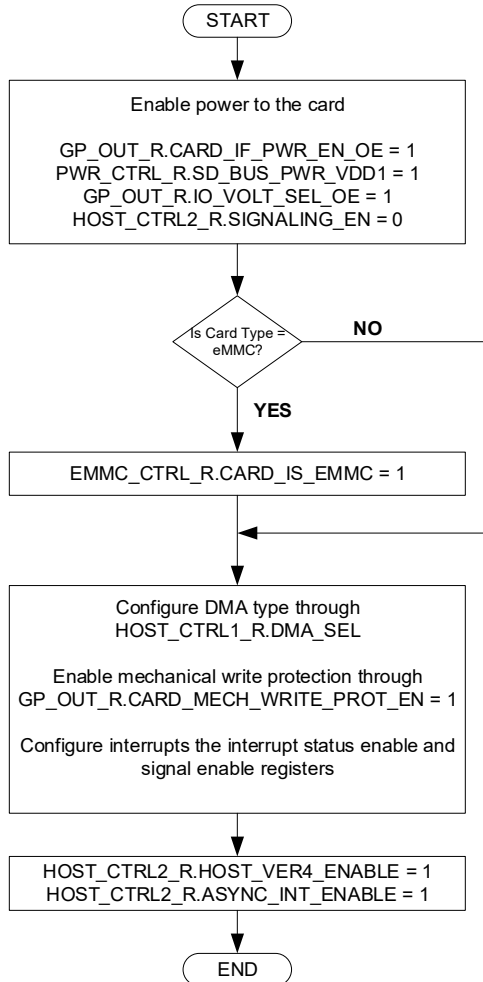 START
Enable power to the card
GP_OUT_R.CARD_IF_PWR_EN_OE = 1
PWR_CTRL_R.SD_BUS_PWR_VDD1 = 1
GP_OUT_R.IO_VOLT_SEL_OE = 1
HOST_CTRL2_R.SIGNALING_EN = 0
Is Card Type =
eMMC?
NO
YES
EMMC_CTRL_R.CARD_IS_EMMC = 1
Configure DMA type through
HOST_CTRL1_R.DMA_SEL
Enable mechanical write protection through
GP_OUT_R.CARD_MECH_WRITE_PROT_EN = 1
Configure interrupts the interrupt status enable and
signal enable registers
HOST_CTRL2_R.HOST_VER4_ENABLE = 1
HOST_CTRL2_R.ASYNC_INT_ENABLE = 1
END